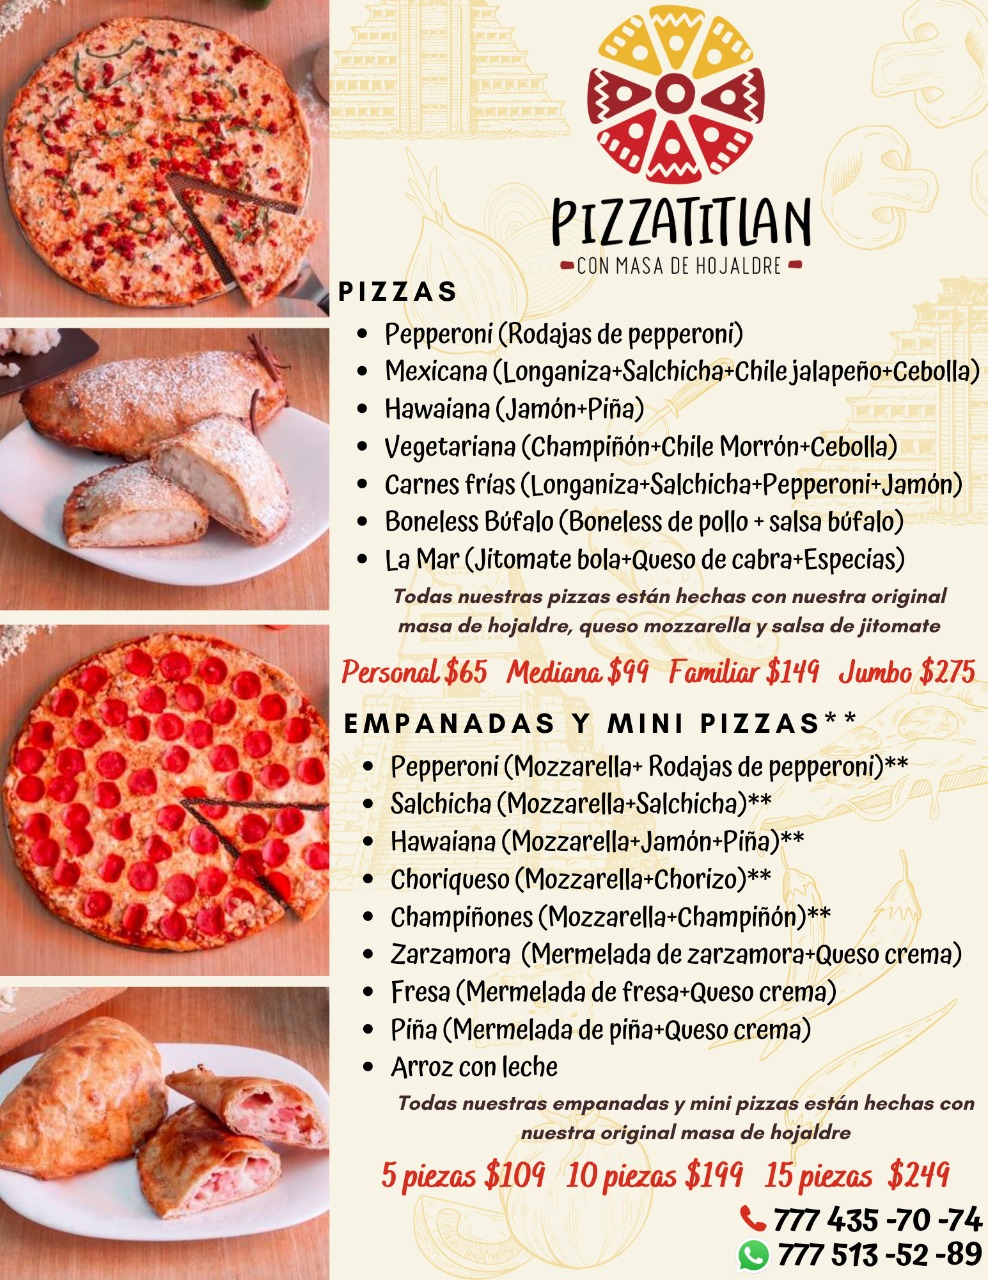 PIZZATITLAN
CON MASA DE HOJALDRE
PIZZAS
• Pepperoni (Rodajas de pepperoni)
• Mexicana (Longaniza+Salchicha+Chile jalapeño+Cebolla)
• Hawaiana (Jamón+Piña)
• Vegetariana (Champiñón+Chile Morrón+Cebolla)
• Carnes frías (Longaniza+Salchicha+Pepperoni+Jamón)
• Boneless Búfalo (Boneless de pollo + salsa búfalo)
• La Mar (Jitomate bola+Queso de cabra+Especias)
Todas nuestras pizzas están hechas con nuestra original
masa de hojaldre, queso mozzarella y salsa de jitomate
Personal $65 Mediana $99 Familiar $149 Jumbo $275
EMPANADAS Y MINI PIZZAS**
• Pepperoni (Mozzarella+ Rodajas de pepperoni)**
• Salchicha (Mozzarella+Salchicha)**
• Hawaiana (Mozzarella+Jamón+Piña)**
• Choriqueso (Mozzarella+Chorizo)**
• Champiñones (Mozzarella+Champiñón)**
• Zarzamora (Mermelada de zarzamora+Queso crema)
• Fresa (Mermelada de fresa+Queso crema)
• Piña (Mermelada de piña+Queso crema)
• Arroz con leche
Todas nuestras empanadas y mini pizzas están hechas con
nuestra original masa de hojaldre
5 piezas $109 10 piezas $199 15 piezas $249
777 435 -70 -74
777 513 -52 -89